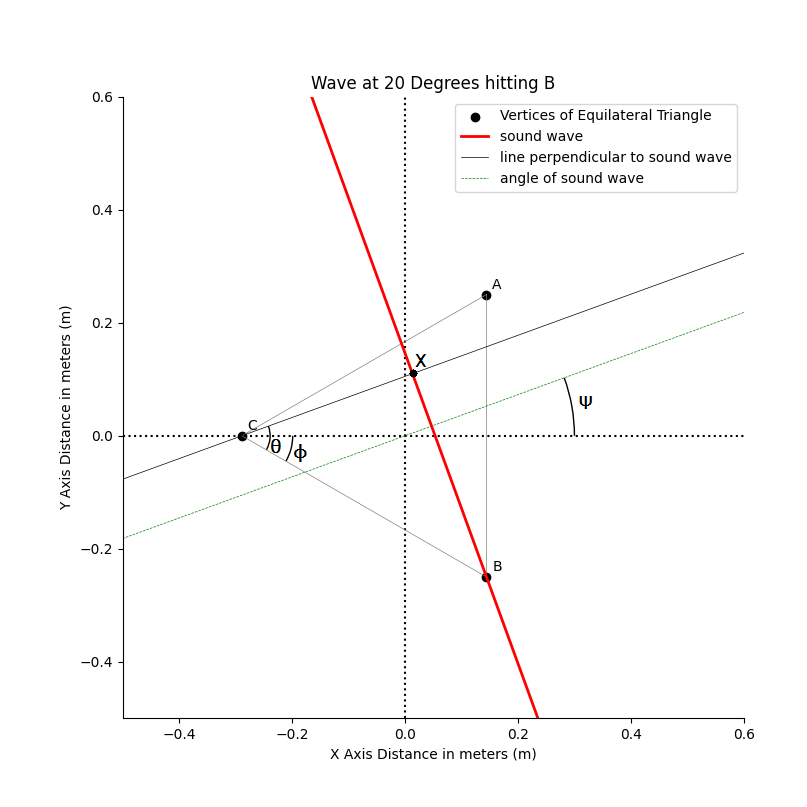 Wave at 20 Degrees hitting B
Vertices of Equilateral Triangle
sound wave
line perpendicular to sound wave
angle of sound wave
0.6
0.4
0.2
0.0
−0.2
−0.4
Y Axis Distance in meters (m)
A
X
ψ
C
θ
ϕ
B
−0.4 −0.2 0.0 0.2 0.4 0.6
X Axis Distance in meters (m)